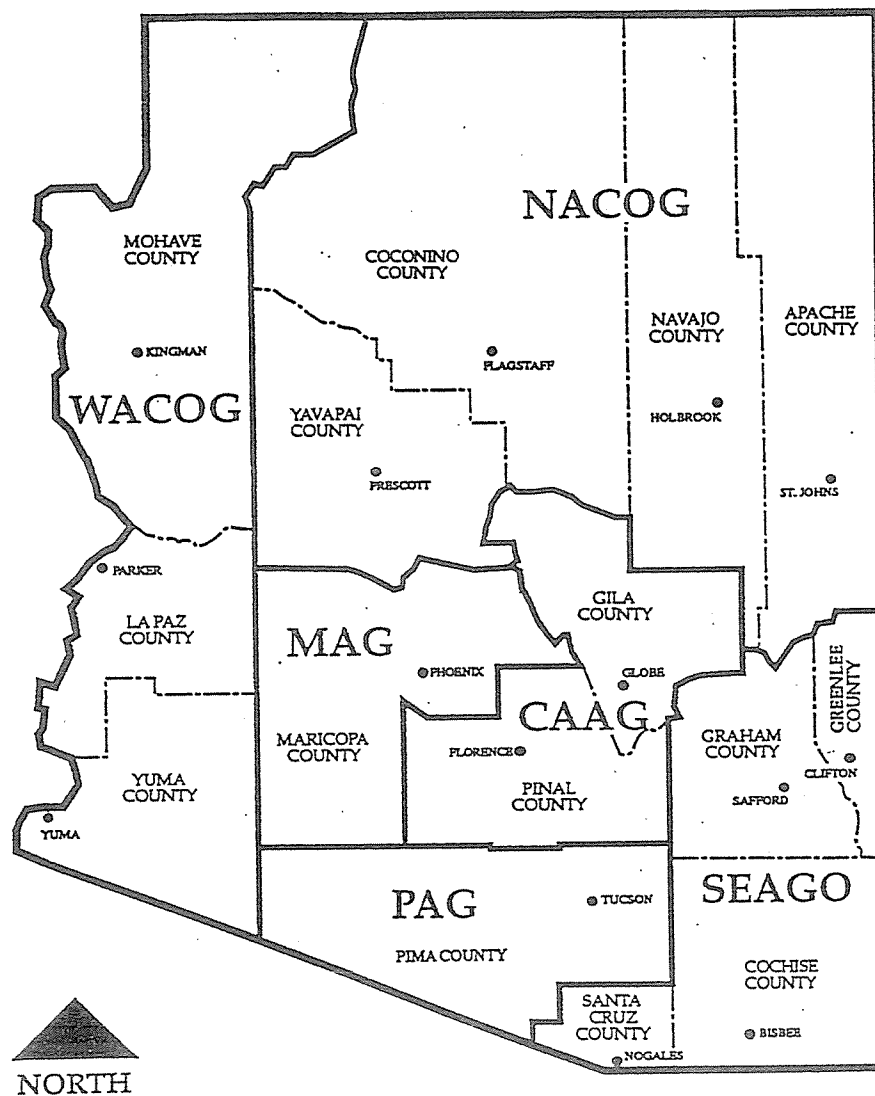 NACOG
MOHAVE
COUNTY
COCONINO
COUNTY
NAVAJO
COUNTY
APACHE
COUNTY
KINGMAN
FLAGSTAFF
WACOG
YAVAPAI
COUNTY
HOLBROOK
PRESCOTT
ST. JOHNS
PARKER
LA PAZ
COUNTY
GILA
COUNTY
MAG
PHOENIX
GLOBE
GREENLEE
COUNTY
CAAG
MARICOPA
COUNTY
FLORENCE
GRAHAM
COUNTY
CLIFTON
YUMA
COUNTY
PINAL
COUNTY
SAFFORD
YUMA
PAG
TUCSON
SEAGO
PIMA COUNTY
COCHISE
COUNTY
SANTA
CRUZ
COUNTY
BISBEE
NOGALES
NORTH